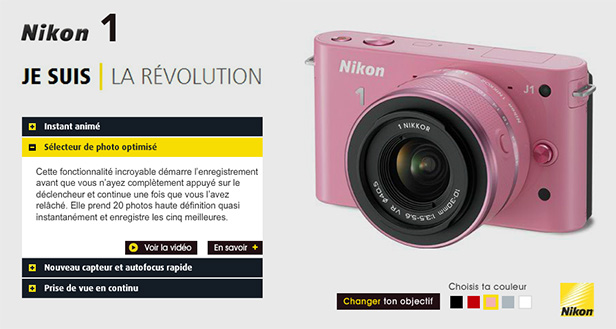 Nikon 1
JE SUIS | LA RÉVOLUTION
Instant animé
Sélecteur de photo optimisé
Cette fonctionnalité incroyable démarre l'enregistrement
avant que vous n'ayez complètement appuyé sur le
déclencheur et continue une fois que vous l'avez
relâché. Elle prend 20 photos haute définition quasi
instantanément et enregistre les cinq meilleures.
Voir la vidéo
En savoir +
Nouveau capteur et autofocus rapide
Prise de vue en continu
Nikon
1
J1
1 NIKKOR
10-30mm 1:3.5-5.6 VR ø40.5
Choisis ta couleur
Changer ton objectif
Nikon